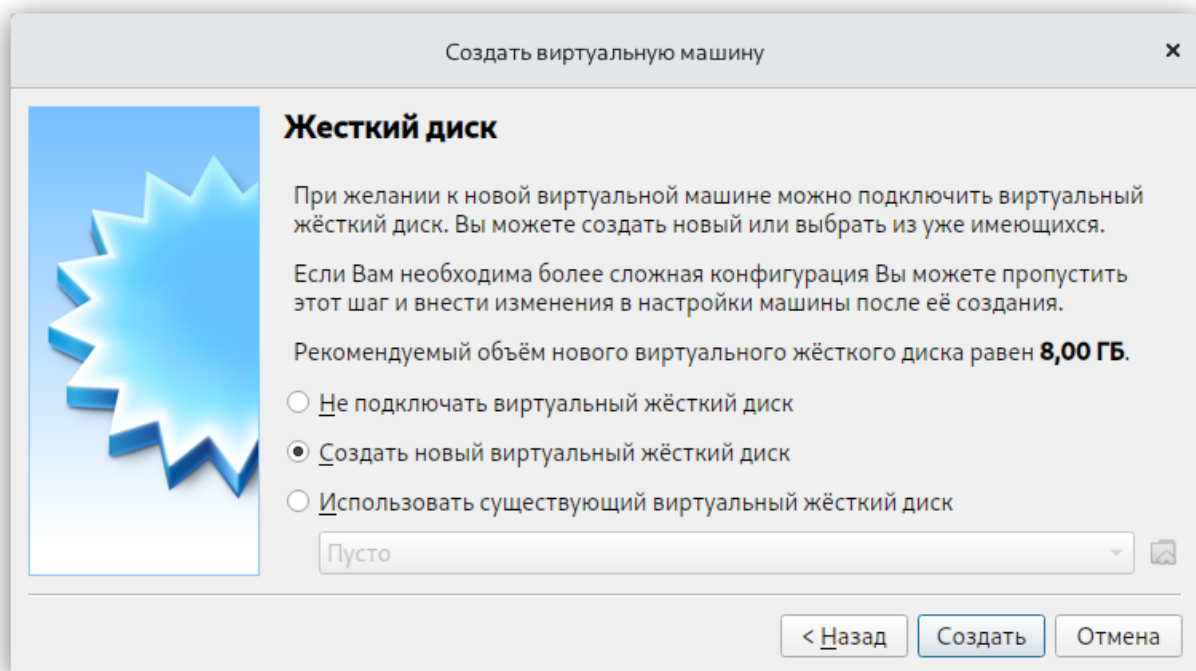 Создать виртуальную машину
Жесткий диск
При желании к новой виртуальной машине можно подключить виртуальный
жёсткий диск. Вы можете создать новый или выбрать из уже имеющихся.
Если Вам необходима более сложная конфигурация Вы можете пропустить
этот шаг и внести изменения в настройки машины после её создания.
Рекомендуемый объём нового виртуального жёсткого диска равен 8,00 ГБ.
Не подключать виртуальный жёсткий диск
Создать новый виртуальный жёсткий диск
Использовать существующий виртуальный жёсткий диск
Пусто
< Назад Создать Отмена